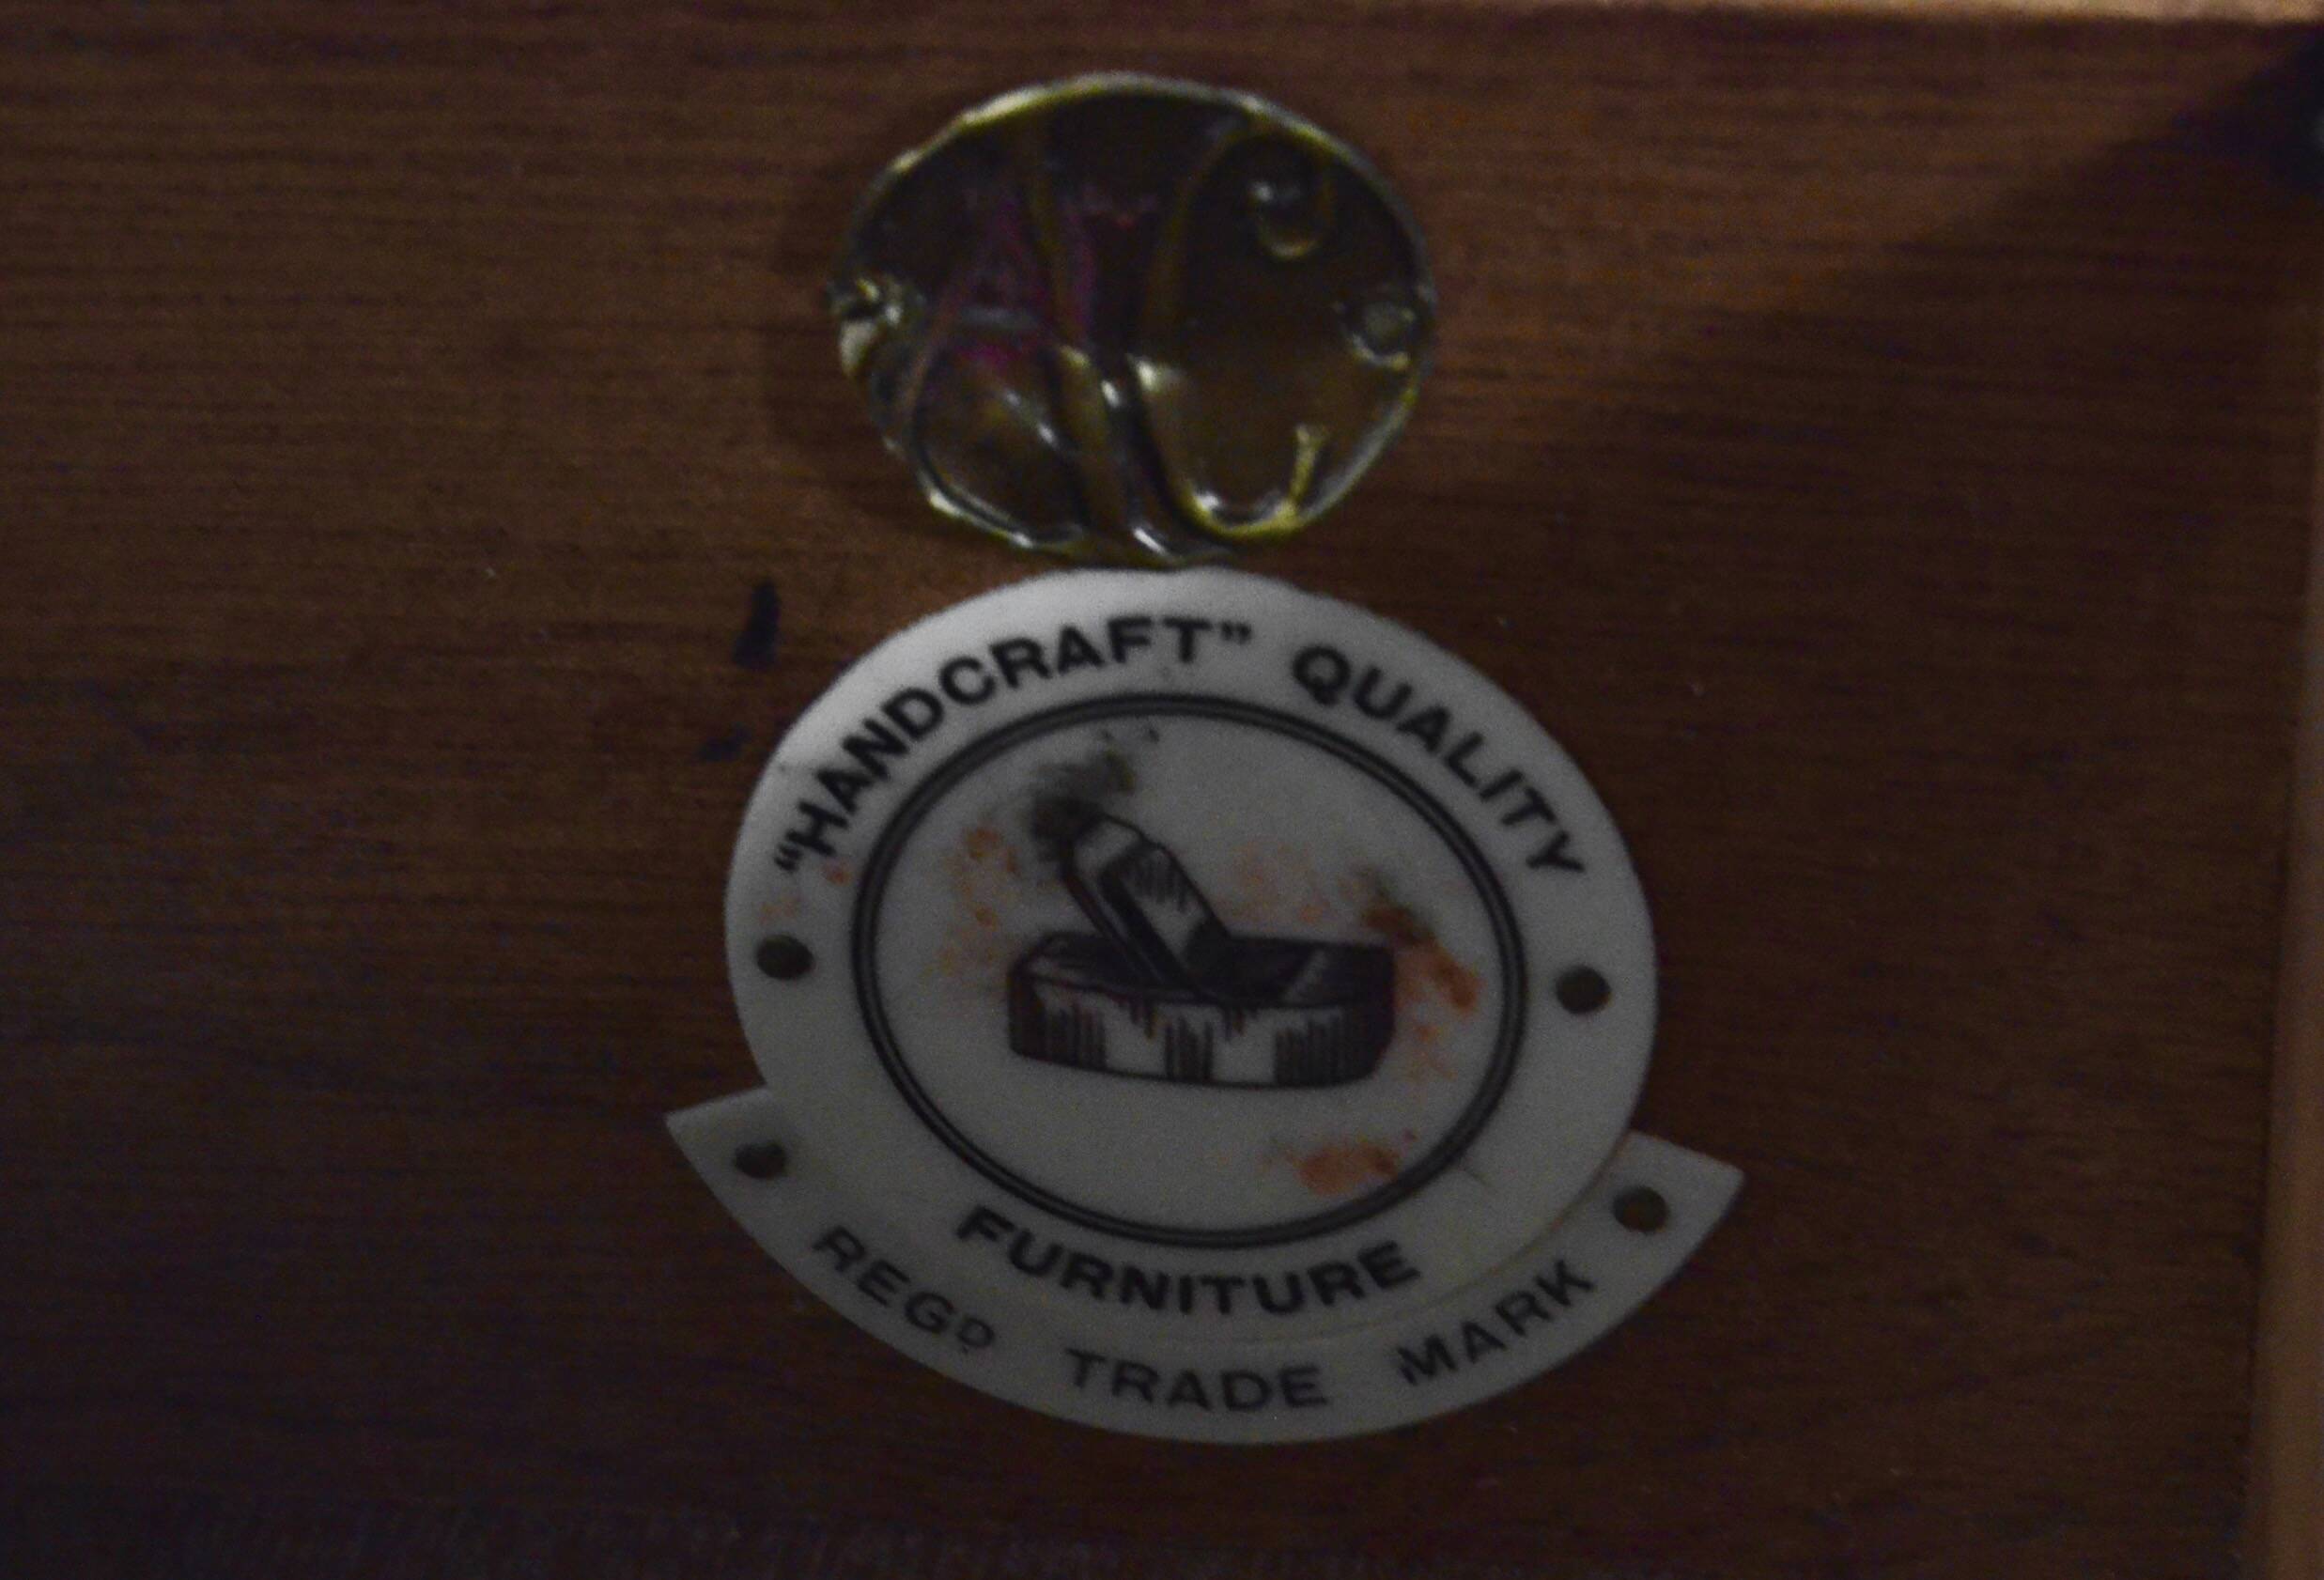 "HANDCRAFT" QUALITY
FURNITURE
REGD TRADE MARK